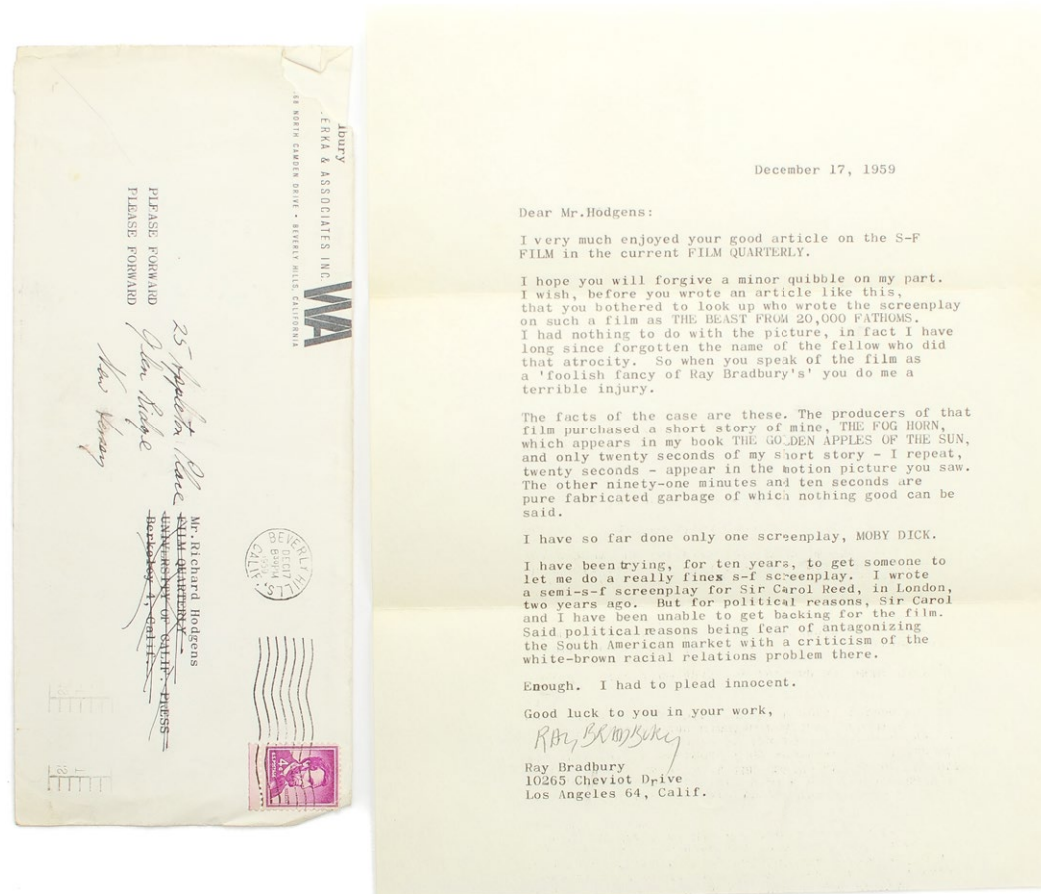 bury
ERKA & ASSOCIATES INC.
WA
NORTH CAMDEN DRIVE • BEVERLY HILLS, CALIFORNIA
PLEASE FORWARD
PLEASE FORWARD
25 Appleton Place
Glen Ridge
New Jersey
Mr.Richard Hodgens
FILM QUARTERLY
UNIVERSITY OF CALIF. PRESS
Berkeley 4, Calif.
BEVERLY HILLS
CALIF.
DEC 17
PM
1959
4¢
December 17, 1959
Dear Mr.Hodgens:
I very much enjoyed your good article on the S-F
FILM in the current FILM QUARTERLY.
I hope you will forgive a minor quibble on my part.
I wish, before you wrote an article like this,
that you bothered to look up who wrote the screenplay
on such a film as THE BEAST FROM 20,000 FATHOMS.
I had nothing to do with the picture, in fact I have
long since forgotten the name of the fellow who did
that atrocity.  So when you speak of the film as
a 'foolish fancy of Ray Bradbury's' you do me a
terrible injury.
The facts of the case are these. The producers of that
film purchased a short story of mine, THE FOG HORN,
which appears in my book THE GOLDEN APPLES OF THE SUN,
and only twenty seconds of my short story - I repeat,
twenty seconds - appear in the motion picture you saw.
The other ninety-one minutes and ten seconds are
pure fabricated garbage of which nothing good can be
said.
I have so far done only one screenplay, MOBY DICK.
I have been trying, for ten years, to get someone to
let me do a really finex s-f screenplay.  I wrote
a semi-s-f screenplay for Sir Carol Reed, in London,
two years ago.  But for political reasons, Sir Carol
and I have been unable to get backing for the film.
Said political reasons being fear of antagonizing
the South American market with a criticism of the
white-brown racial relations problem there.
Enough.  I had to plead innocent.
Good luck to you in your work,
RAY BRADBURY
Ray Bradbury
10265 Cheviot Drive
Los Angeles 64, Calif.